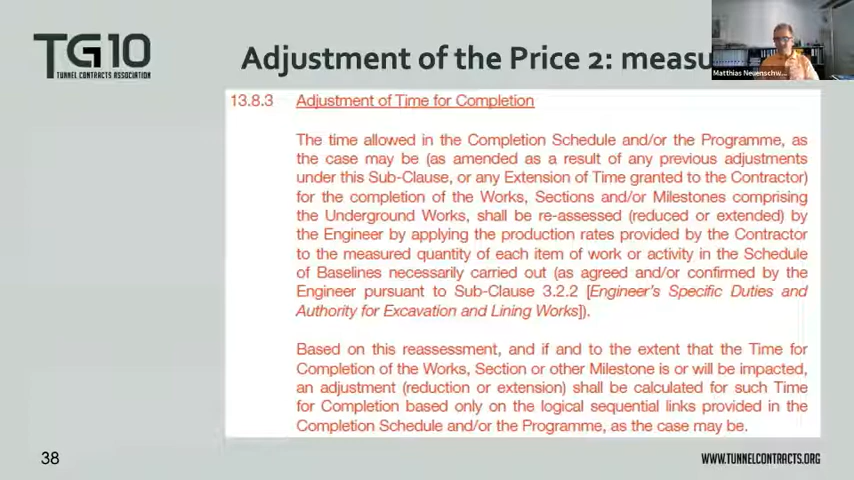 TG10
TUNNEL CONTRACTS ASSOCIATION
Adjustment of the Price 2: measu
Matthias Neuenschw...
13.8.3 Adjustment of Time for Completion
The time allowed in the Completion Schedule and/or the Programme, as
the case may be (as amended as a result of any previous adjustments
under this Sub-Clause, or any Extension of Time granted to the Contractor)
for the completion of the Works, Sections and/or Milestones comprising
the Underground Works, shall be re-assessed (reduced or extended) by
the Engineer by applying the production rates provided by the Contractor
to the measured quantity of each item of work or activity in the Schedule
of Baselines necessarily carried out (as agreed and/or confirmed by the
Engineer pursuant to Sub-Clause 3.2.2 [Engineer's Specific Duties and
Authority for Excavation and Lining Works]).
Based on this reassessment, and if and to the extent that the Time for
Completion of the Works, Section or other Milestone is or will be impacted,
an adjustment (reduction or extension) shall be calculated for such Time
for Completion based only on the logical sequential links provided in the
Completion Schedule and/or the Programme, as the case may be.
38
WWW.TUNNELCONTRACTS.ORG